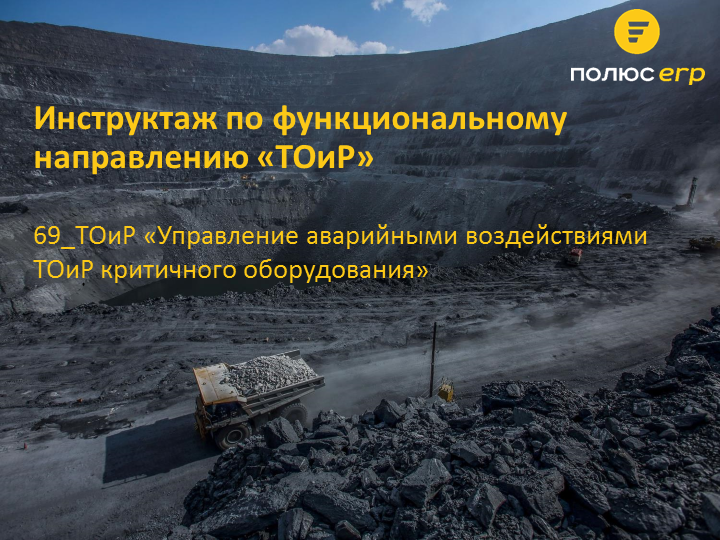 ПОЛЮС егр
Инструктаж по функциональному
направлению «ТОиР»
69_ТОиР «Управление аварийными воздействиями
ТОиР критичного оборудования»